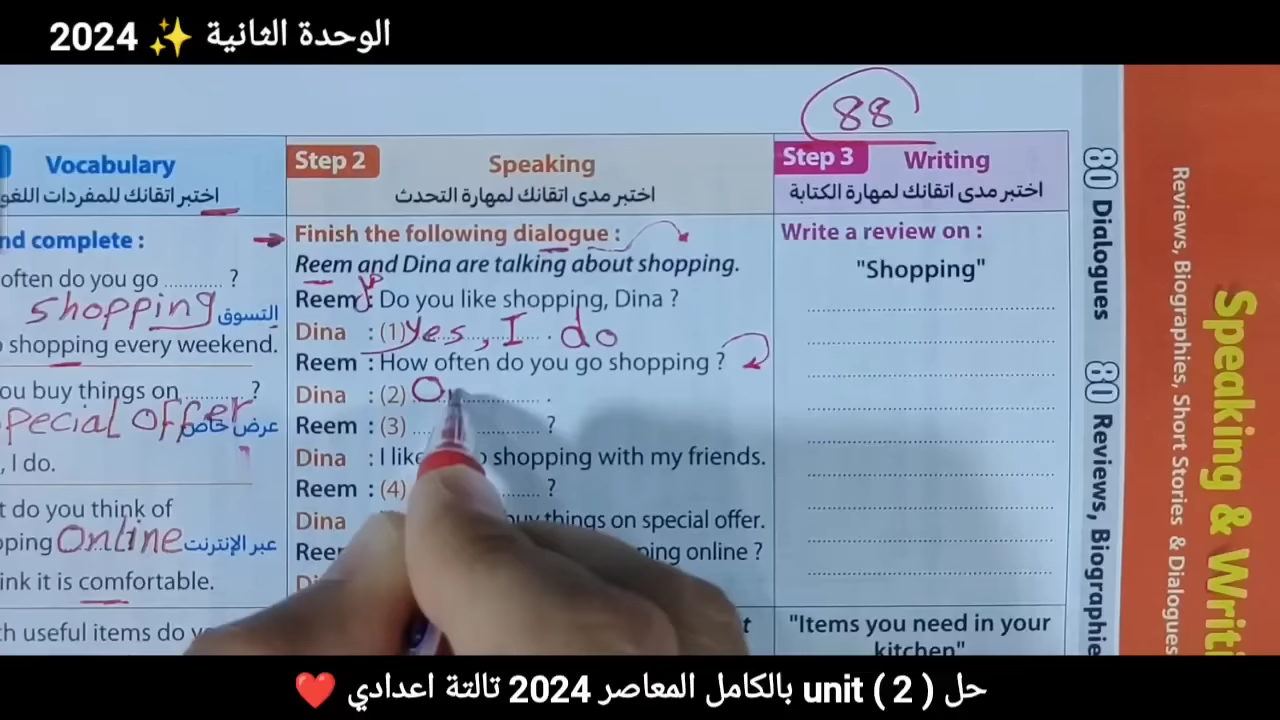 الوحدة الثانية ✨ 2024
88
Vocabulary
اختبر اتقانك للمفردات
nd complete :
often do you go ............ ?
shopping التسوق
shopping every weekend.
ou buy things on ............ ?
special Offer عرض خاص
, I do.
t do you think of
ping Online ? عبر الإنترنت
ink it is comfortable.
h useful items do
Step 2 Speaking
اختبر مدى اتقانك لمهارة التحدث
Finish the following dialogue :
Reem and Dina are talking about shopping.
Reem : Do you like shopping, Dina ?
Dina : (1) Yes, I do .
Reem : How often do you go shopping ?
Dina : (2) O .
Reem : (3) ............ ?
Dina : I like shopping with my friends.
Reem : (4) ............ ?
Dina buy things on special offer.
Reem ping online ?
Step 3 Writing
اختبر مدى اتقانك لمهارة الكتابة
Write a review on :
"Shopping"
"Items you need in your
kitchen"
80 Dialogues 80 Reviews, Biographie
Reviews, Biographies, Short Stories & Dialogues
Speaking & Writi
حل unit ( 2 ) بالكامل المعاصر 2024 تالتة اعدادي ❤️